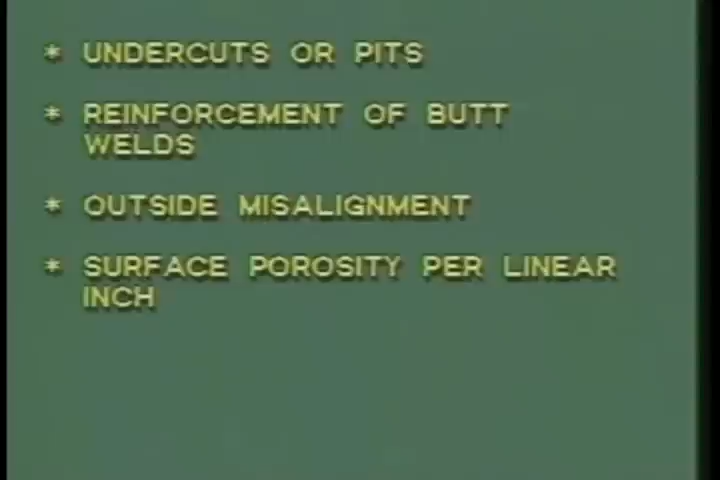 * UNDERCUTS OR PITS
* REINFORCEMENT OF BUTT
WELDS
* OUTSIDE MISALIGNMENT
* SURFACE POROSITY PER LINEAR
INCH